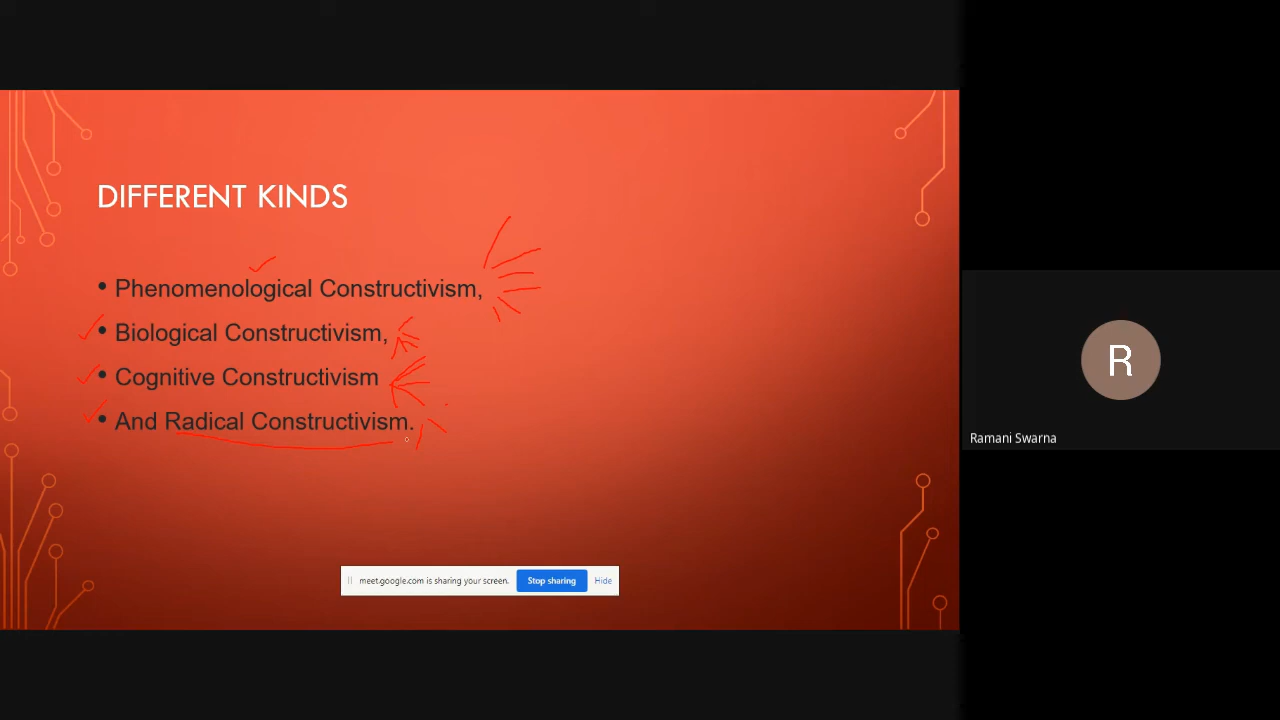 DIFFERENT KINDS
• Phenomenological Constructivism,
• Biological Constructivism,
• Cognitive Constructivism
• And Radical Constructivism.
meet.google.com is sharing your screen. Stop sharing Hide
R
Ramani Swarna